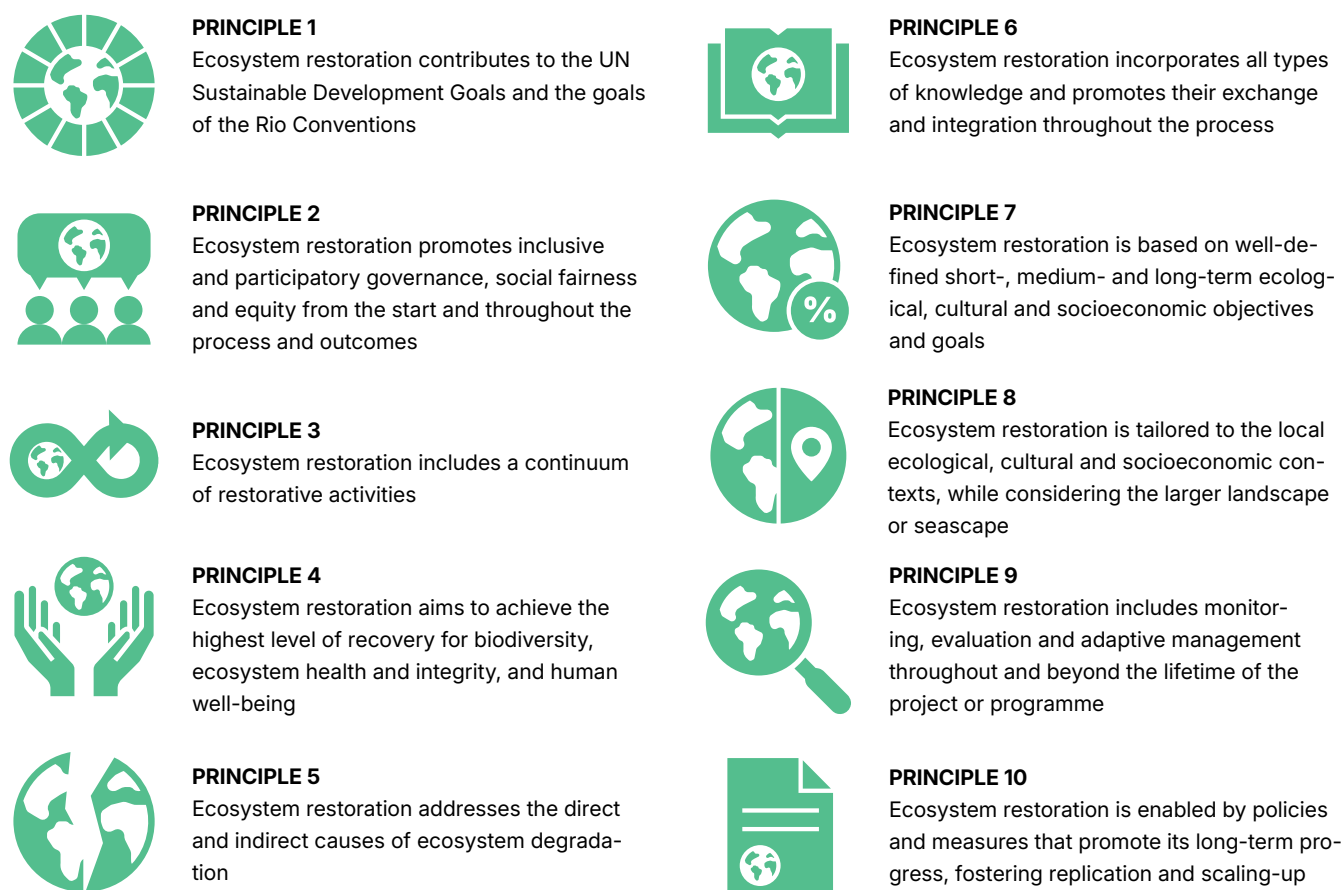 PRINCIPLE 1
Ecosystem restoration contributes to the UN
Sustainable Development Goals and the goals
of the Rio Conventions
PRINCIPLE 2
Ecosystem restoration promotes inclusive
and participatory governance, social fairness
and equity from the start and throughout the
process and outcomes
PRINCIPLE 3
Ecosystem restoration includes a continuum
of restorative activities
PRINCIPLE 4
Ecosystem restoration aims to achieve the
highest level of recovery for biodiversity,
ecosystem health and integrity, and human
well-being
PRINCIPLE 5
Ecosystem restoration addresses the direct
and indirect causes of ecosystem degrada-
tion
PRINCIPLE 6
Ecosystem restoration incorporates all types
of knowledge and promotes their exchange
and integration throughout the process
%
PRINCIPLE 7
Ecosystem restoration is based on well-de-
fined short-, medium- and long-term ecolog-
ical, cultural and socioeconomic objectives
and goals
PRINCIPLE 8
Ecosystem restoration is tailored to the local
ecological, cultural and socioeconomic con-
texts, while considering the larger landscape
or seascape
PRINCIPLE 9
Ecosystem restoration includes monitor-
ing, evaluation and adaptive management
throughout and beyond the lifetime of the
project or programme
PRINCIPLE 10
Ecosystem restoration is enabled by policies
and measures that promote its long-term pro-
gress, fostering replication and scaling-up